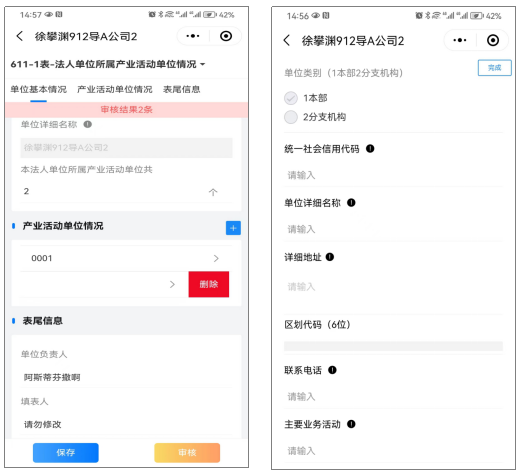 14:57
42%
徐攀渊912导A公司2
611-1表-法人单位所属产业活动单位情况
单位基本情况 产业活动单位情况 表尾信息
审核结果2条
单位详细名称
徐攀渊912导A公司2
本法人单位所属产业活动单位共
2 个
产业活动单位情况 +
0001
删除
表尾信息
单位负责人
阿斯蒂芬撒啊
填表人
请勿修改
保存 审核
14:56
42%
徐攀渊912导A公司2
单位类别（1本部2分支机构）
完成
1本部
2分支机构
统一社会信用代码
请输入
单位详细名称
请输入
详细地址
请输入
区划代码（6位）
联系电话
请输入
主要业务活动
请输入